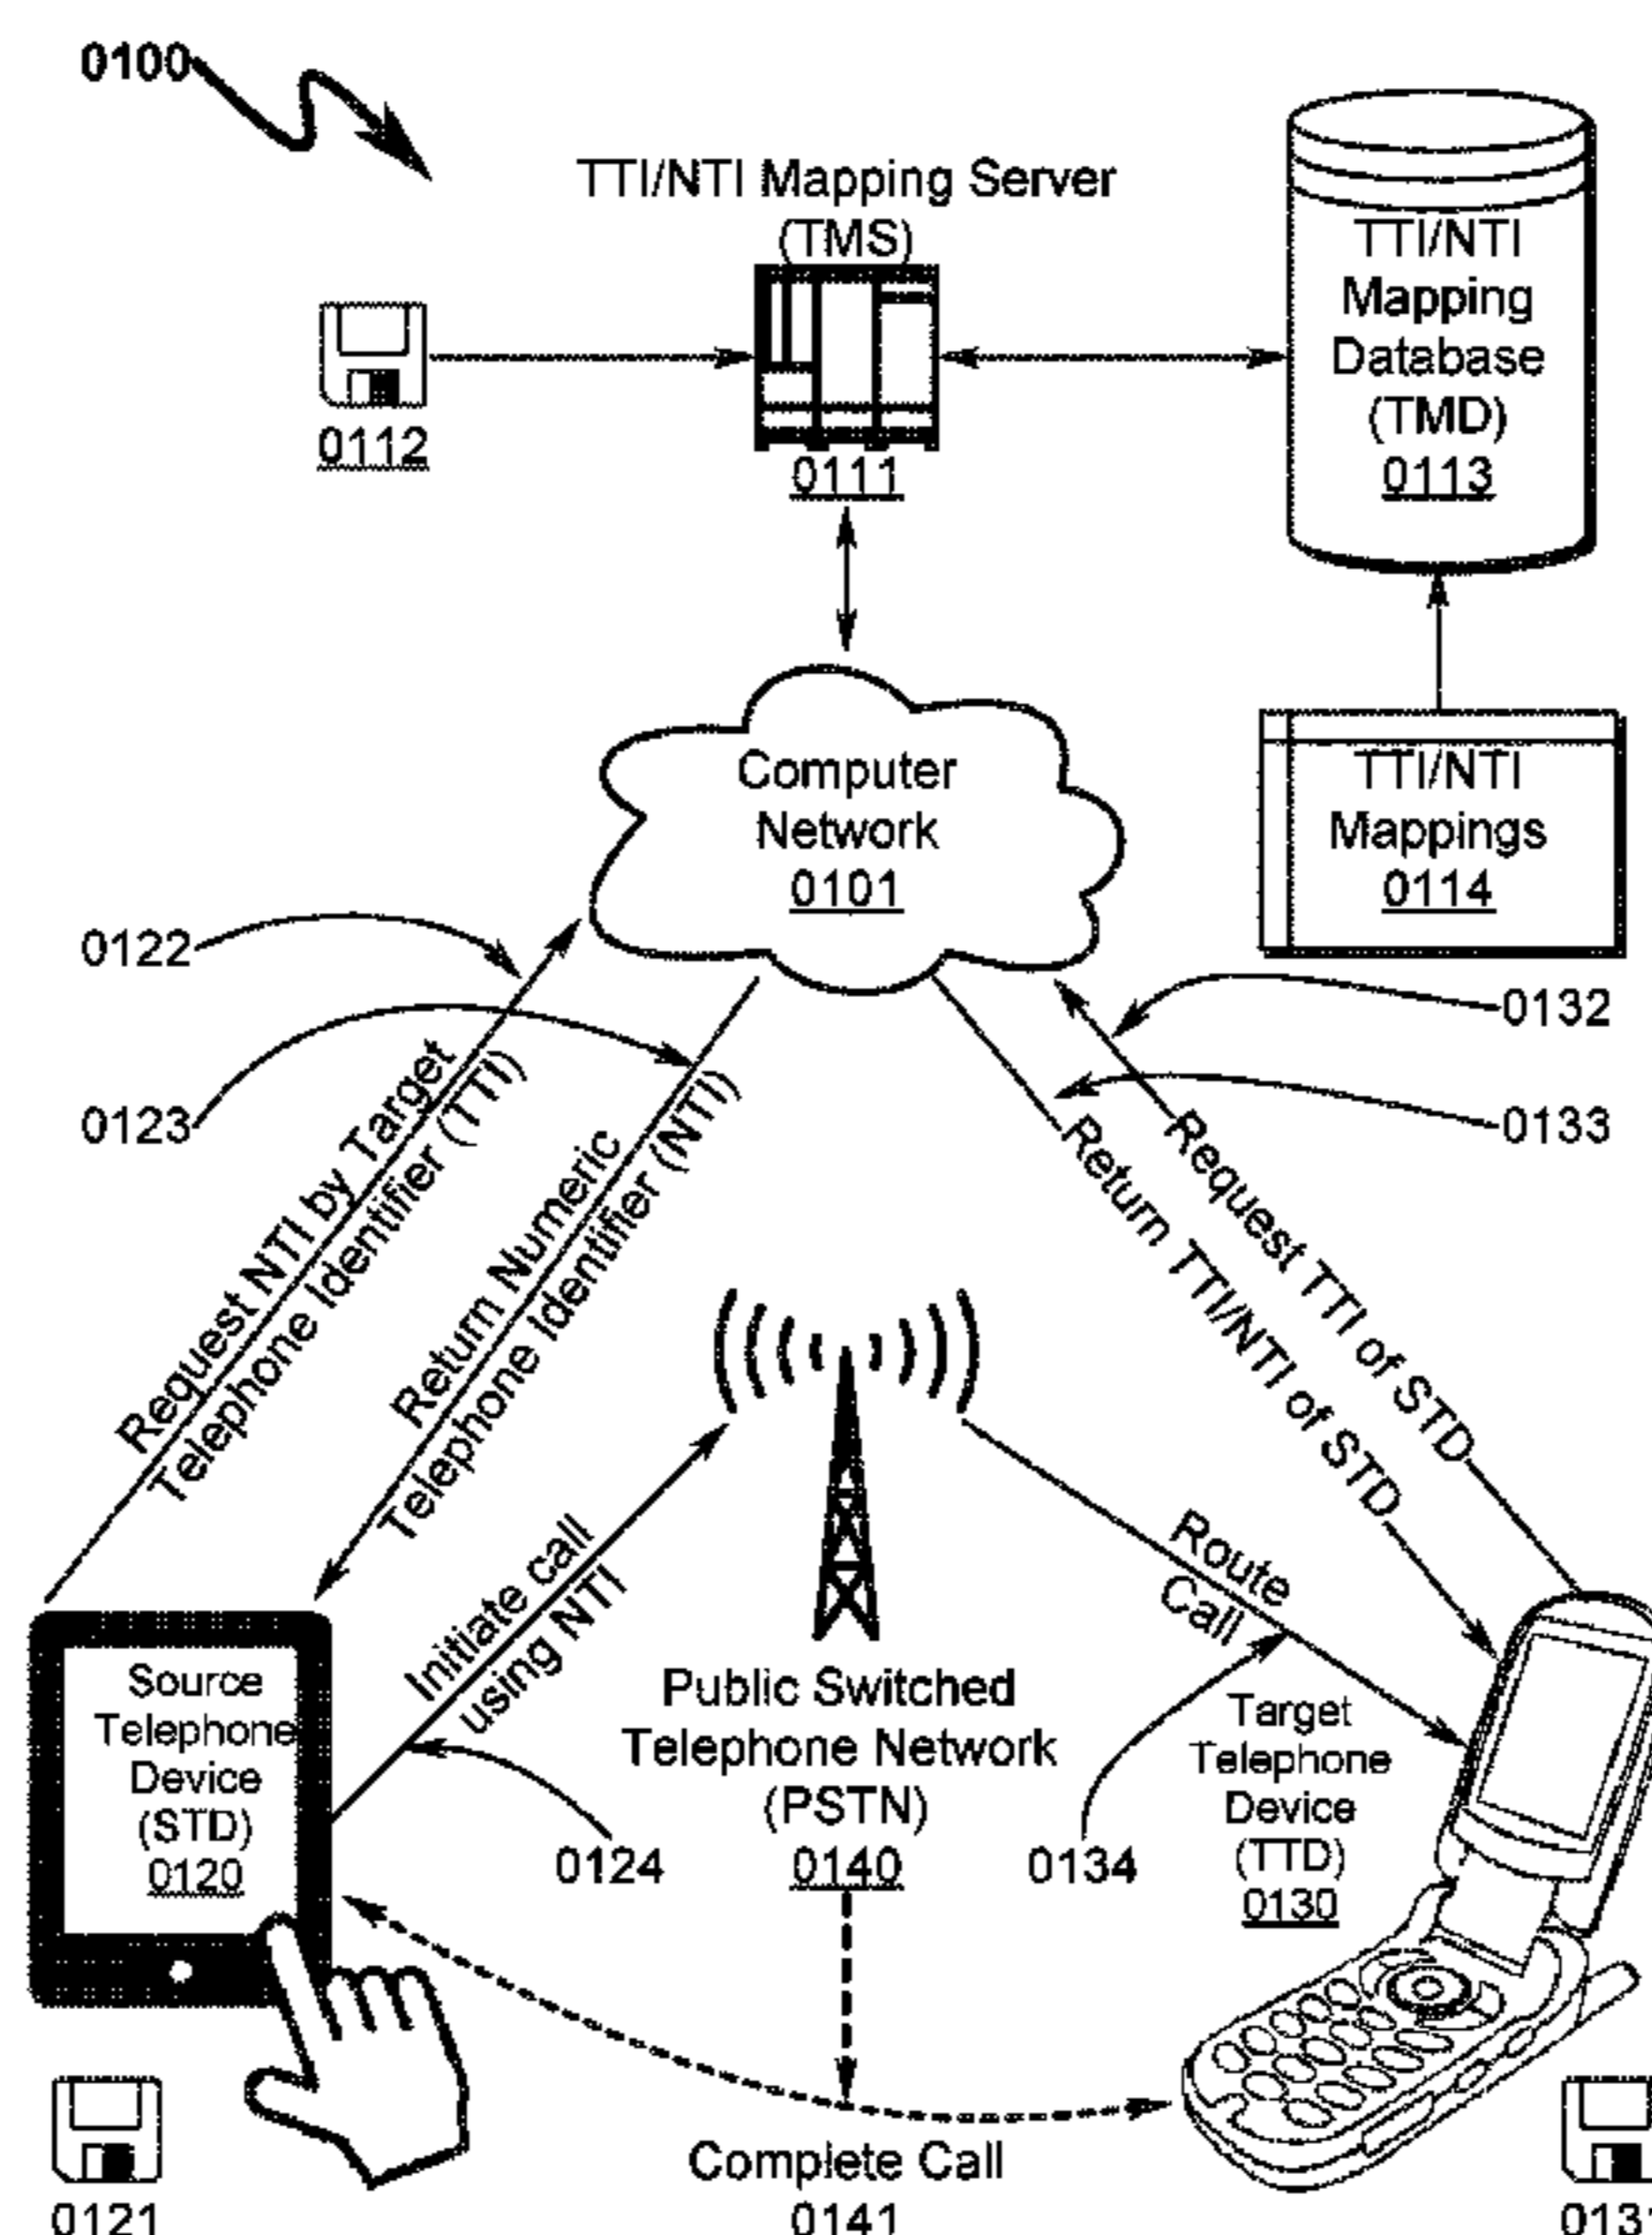 0100
TTI/NTI Mapping Server
(TMS)
0111
0112
TTI/NTI
Mapping
Database
(TMD)
0113
Computer
Network
0101
TTI/NTI
Mappings
0114
0122
0123
0132
0133
Request NTI by Target
Telephone Identifier (TTI)
Return Numeric
Telephone Identifier (NTI)
Return TTI/NTI of STD
Request TTI of STD
Initiate call
using NTI
Route
Call
Source
Telephone
Device
(STD)
0120
Public Switched
Telephone Network
(PSTN)
0140
Target
Telephone
Device
(TTD)
0130
0124
0134
Complete Call
0141
0121